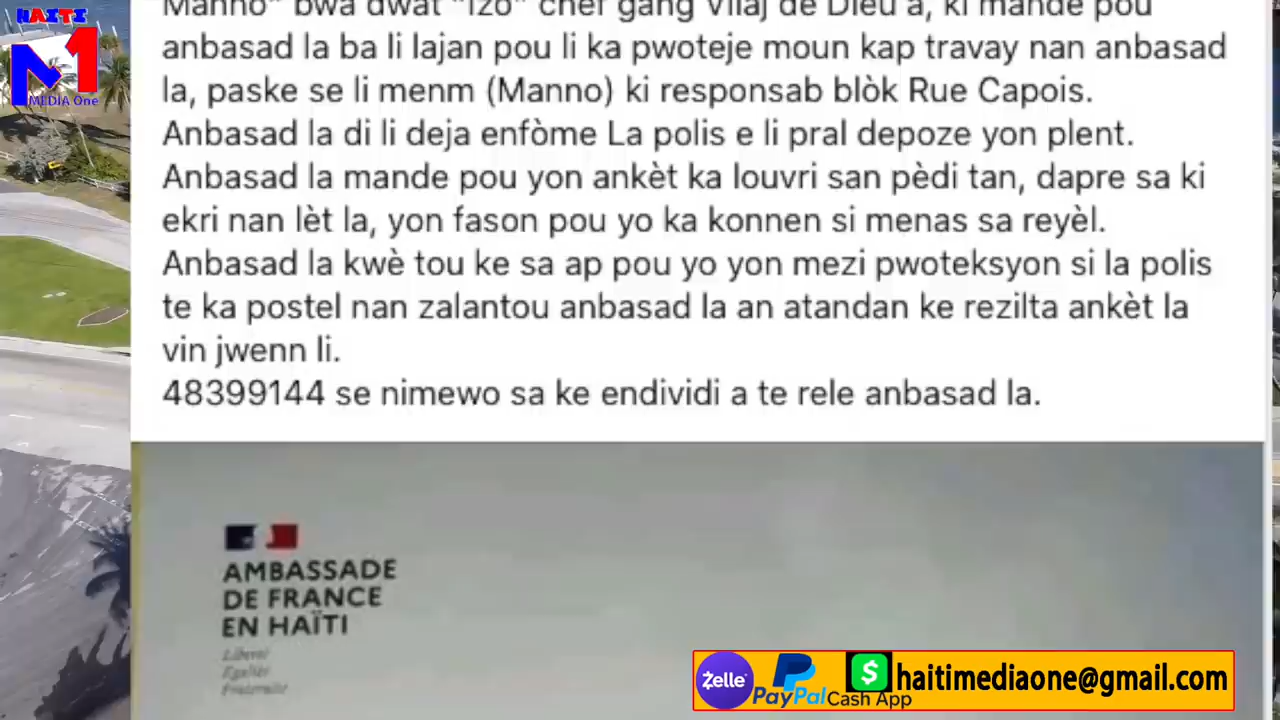 HAITI
M1
MEDIA One
Manno" bwa dwat "Izo" chef gang Vilaj de Dieu a, ki mande pou
anbasad la ba li lajan pou li ka pwoteje moun kap travay nan anbasad
la, paske se li menm (Manno) ki responsab blòk Rue Capois.
Anbasad la di li deja enfòme La polis e li pral depoze yon plent.
Anbasad la mande pou yon ankèt ka louvri san pèdi tan, dapre sa ki
ekri nan lèt la, yon fason pou yo ka konnen si menas sa reyèl.
Anbasad la kwè tou ke sa ap pou yo yon mezi pwoteksyon si la polis
te ka postel nan zalantou anbasad la an atandan ke rezilta ankèt la
vin jwenn li.
48399144 se nimewo sa ke endividi a te rele anbasad la.
AMBASSADE
DE FRANCE
EN HAÏTI
Liberté
Égalité
Fraternité
Zelle
PayPal
$
Cash App
haitimediaone@gmail.com